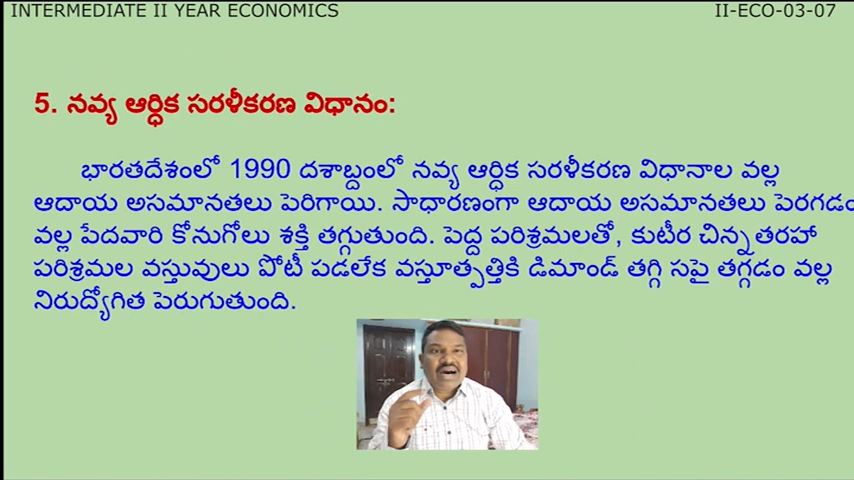 INTERMEDIATE II YEAR ECONOMICS
II-ECO-03-07
5. నవ్య ఆర్థిక సరళీకరణ విధానం:
భారతదేశంలో 1990 దశాబ్దంలో నవ్య ఆర్థిక సరళీకరణ విధానాల వల్ల
ఆదాయ అసమానతలు పెరిగాయి. సాధారణంగా ఆదాయ అసమానతలు పెరగడం
వల్ల పేదవారి కోనుగోలు శక్తి తగ్గుతుంది. పెద్ద పరిశ్రమలతో, కుటీర చిన్నతరహా
పరిశ్రమల వస్తువులు పోటీ పడలేక వస్తూత్పత్తికి డిమాండ్ తగ్గి సపై తగ్గడం వల్ల
నిరుద్యోగిత పెరుగుతుంది.